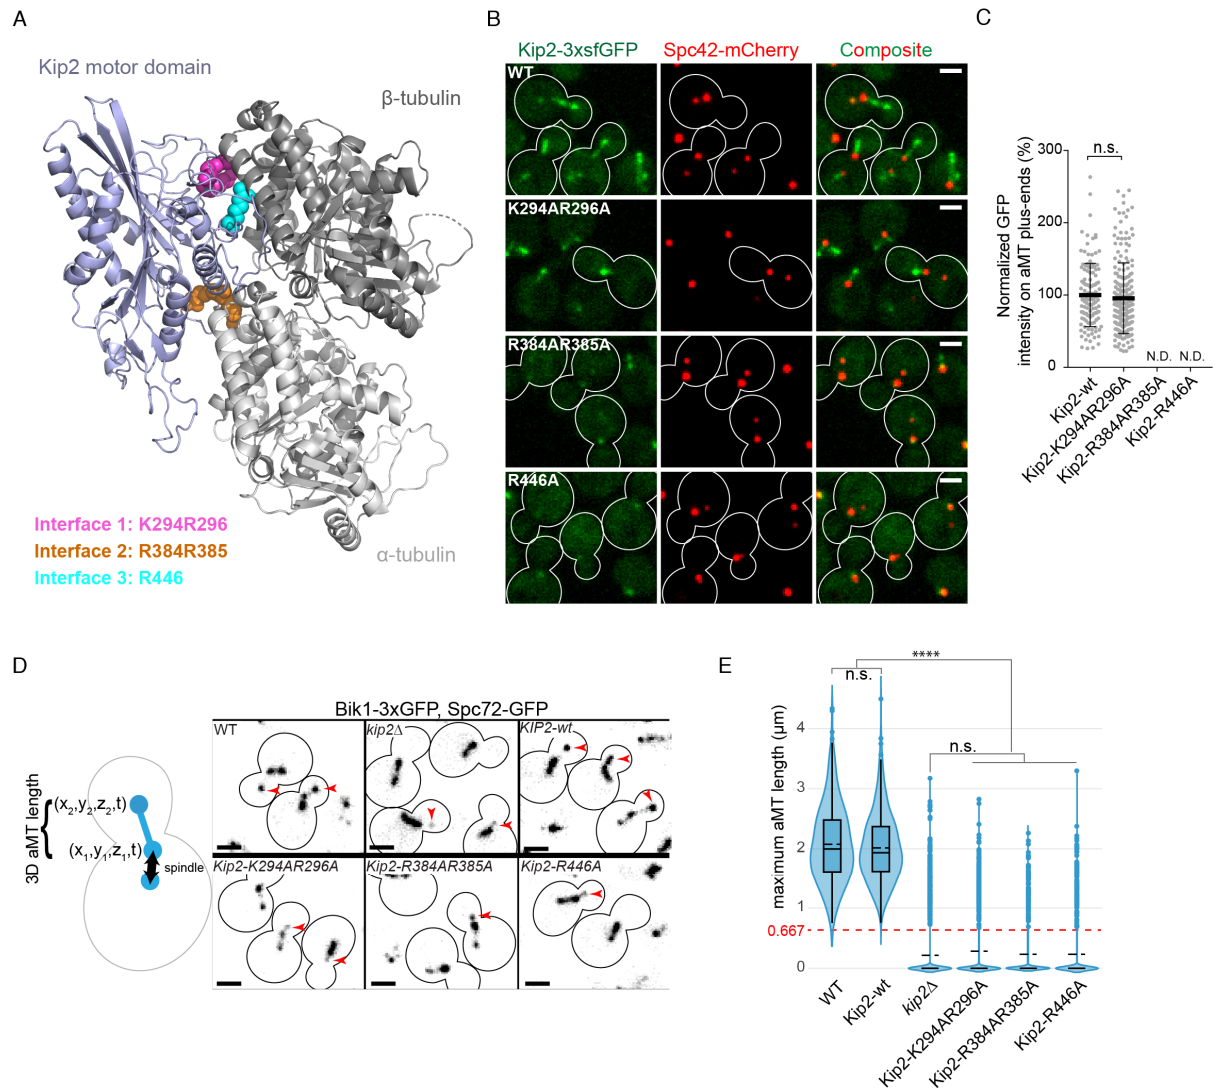 A
Kip2 motor domain
β-tubulin
α-tubulin
Interface 1: K294R296
Interface 2: R384R385
Interface 3: R446
B
Kip2-3xsfGFP
Spc42-mCherry
Composite
WT
K294AR296A
R384AR385A
R446A
C
Normalized GFP
intensity on aMT plus-ends (%)
300
200
100
0
n.s.
N.D.
N.D.
Kip2-wt
Kip2-K294AR296A
Kip2-R384AR385A
Kip2-R446A
D
3D aMT length
(x2,y2,z2,t)
(x1,y1,z1,t)
spindle
Bik1-3xGFP, Spc72-GFP
WT
kip2Δ
KIP2-wt
Kip2-K294AR296A
Kip2-R384AR385A
Kip2-R446A
E
maximum aMT length (μm)
4
3
2
1
0.667
0
****
n.s.
n.s.
WT
Kip2-wt
kip2Δ
Kip2-K294AR296A
Kip2-R384AR385A
Kip2-R446A